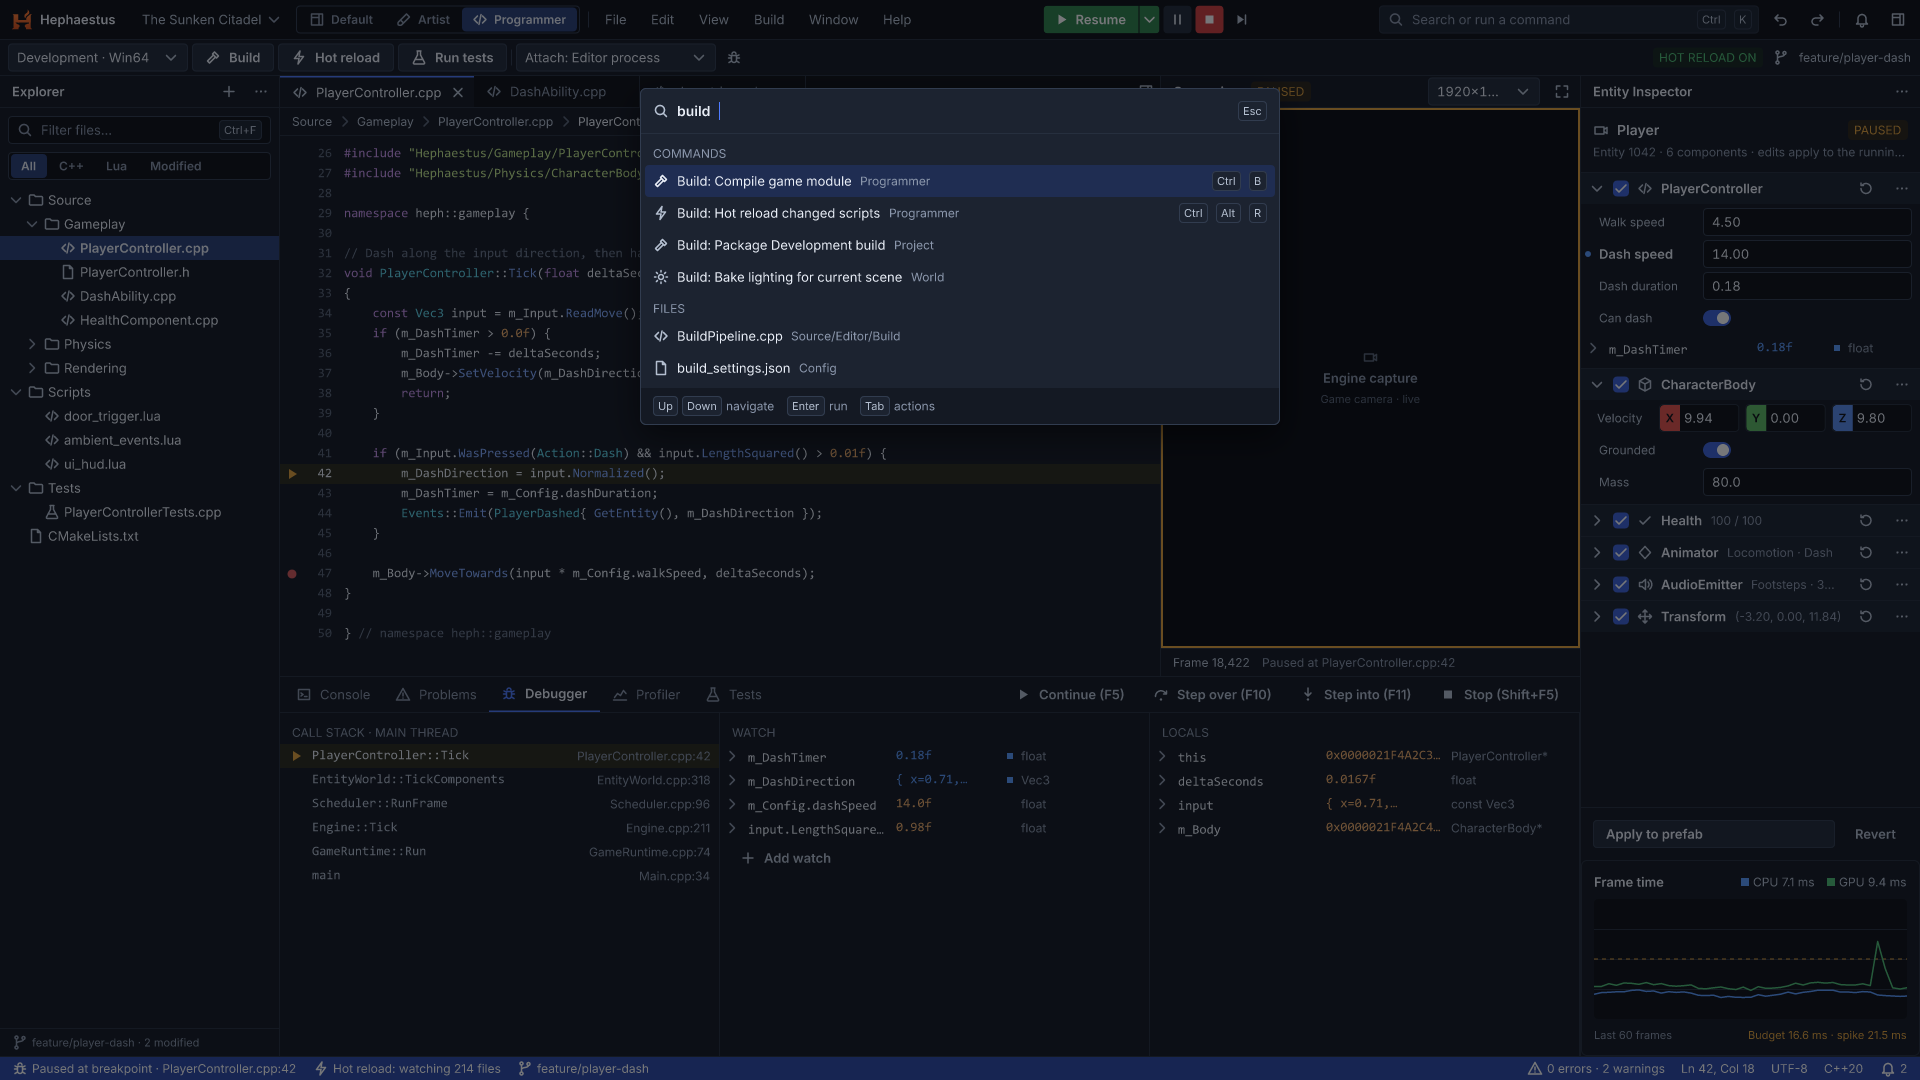 Hephaestus
The Sunken Citadel
Default
Artist
Programmer
File Edit View Build Window Help
Resume
Search or run a command Ctrl K
Development · Win64
Build
Hot reload
Run tests
Attach: Editor process
HOT RELOAD ON
feature/player-dash
Explorer
Filter files... Ctrl+F
All C++ Lua Modified
Source
Gameplay
PlayerController.cpp
PlayerController.h
DashAbility.cpp
HealthComponent.cpp
Physics
Rendering
Scripts
door_trigger.lua
ambient_events.lua
ui_hud.lua
Tests
PlayerControllerTests.cpp
CMakeLists.txt
feature/player-dash · 2 modified
PlayerController.cpp
DashAbility.cpp
Source > Gameplay > PlayerController.cpp > PlayerCont
26 #include "Hephaestus/Gameplay/PlayerContro
27 #include "Hephaestus/Physics/CharacterBody
28
29 namespace heph::gameplay {
30
31 // Dash along the input direction, then ha
32 void PlayerController::Tick(float deltaSec
33 {
34 const Vec3 input = m_Input.ReadMove()
35 if (m_DashTimer > 0.0f) {
36 m_DashTimer -= deltaSeconds;
37 m_Body->SetVelocity(m_DashDirectio
38 return;
39 }
40
41 if (m_Input.WasPressed(Action::Dash) && input.LengthSquared() > 0.01f) {
42 m_DashDirection = input.Normalized();
43 m_DashTimer = m_Config.dashDuration;
44 Events::Emit(PlayerDashed{ GetEntity(), m_DashDirection });
45 }
46
47 m_Body->MoveTowards(input * m_Config.walkSpeed, deltaSeconds);
48 }
49
50 } // namespace heph::gameplay
build Esc
COMMANDS
Build: Compile game module Programmer Ctrl B
Build: Hot reload changed scripts Programmer Ctrl Alt R
Build: Package Development build Project
Build: Bake lighting for current scene World
FILES
BuildPipeline.cpp Source/Editor/Build
build_settings.json Config
Up Down navigate Enter run Tab actions
1920×1...
Engine capture
Game camera · live
Frame 18,422 Paused at PlayerController.cpp:42
Console
Problems
Debugger
Profiler
Tests
Continue (F5)
Step over (F10)
Step into (F11)
Stop (Shift+F5)
CALL STACK · MAIN THREAD
PlayerController::Tick PlayerController.cpp:42
EntityWorld::TickComponents EntityWorld.cpp:318
Scheduler::RunFrame Scheduler.cpp:96
Engine::Tick Engine.cpp:211
GameRuntime::Run GameRuntime.cpp:74
main Main.cpp:34
WATCH
m_DashTimer 0.18f float
m_DashDirection { x=0.71,... Vec3
m_Config.dashSpeed 14.0f float
input.LengthSquare... 0.98f float
Add watch
LOCALS
this 0x0000021F4A2C3... PlayerController*
deltaSeconds 0.0167f float
input { x=0.71,... const Vec3
m_Body 0x0000021F4A2C4... CharacterBody*
Entity Inspector
Player PAUSED
Entity 1042 · 6 components · edits apply to the runnin...
PlayerController
Walk speed 4.50
Dash speed 14.00
Dash duration 0.18
Can dash
m_DashTimer 0.18f float
CharacterBody
Velocity X 9.94 Y 0.00 Z 9.80
Grounded
Mass 80.0
Health 100 / 100
Animator Locomotion · Dash
AudioEmitter Footsteps · 3...
Transform (-3.20, 0.00, 11.84)
Apply to prefab Revert
Frame time CPU 7.1 ms GPU 9.4 ms
Last 60 frames Budget 16.6 ms · spike 21.5 ms
Paused at breakpoint · PlayerController.cpp:42
Hot reload: watching 214 files
feature/player-dash
0 errors · 2 warnings
Ln 42, Col 18 UTF-8 C++20 2